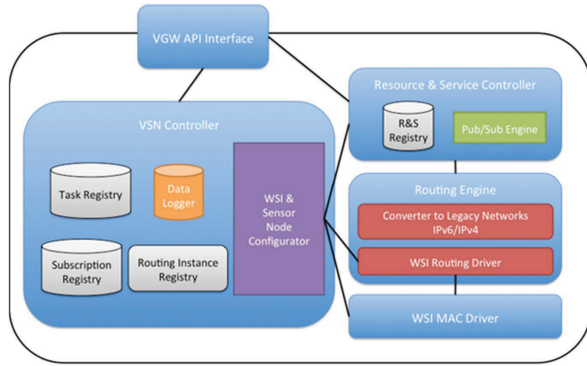 VGW API Interface
Resource & Service Controller
R&S
Registry
Pub/Sub Engine
VSN Controller
Task Registry
Data
Logger
WSI &
Sensor
Node
Configurator
Subscription
Registry
Routing Instance
Registry
Routing Engine
Converter to Legacy Networks
IPv6/IPv4
WSI Routing Driver
WSI MAC Driver